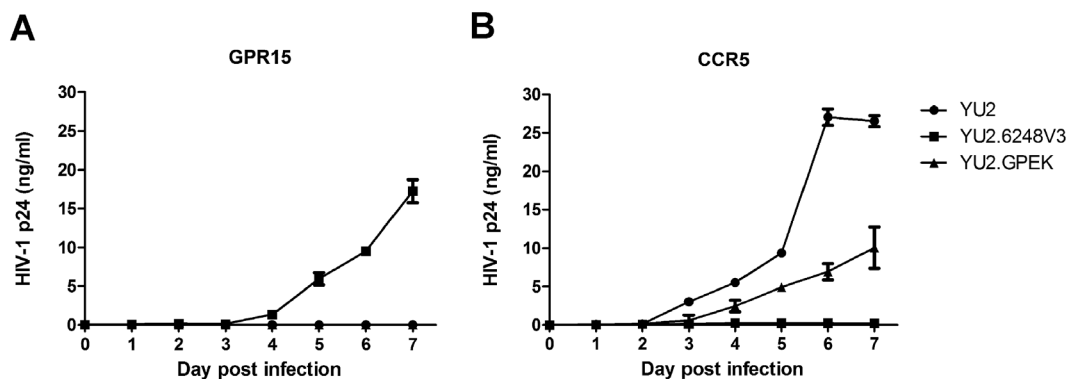 A
GPR15
HIV-1 p24 (ng/ml)
30
25
20
15
10
5
0
0 1 2 3 4 5 6 7
Day post infection
B
CCR5
HIV-1 p24 (ng/ml)
30
25
20
15
10
5
0
0 1 2 3 4 5 6 7
Day post infection
YU2
YU2.6248V3
YU2.GPEK